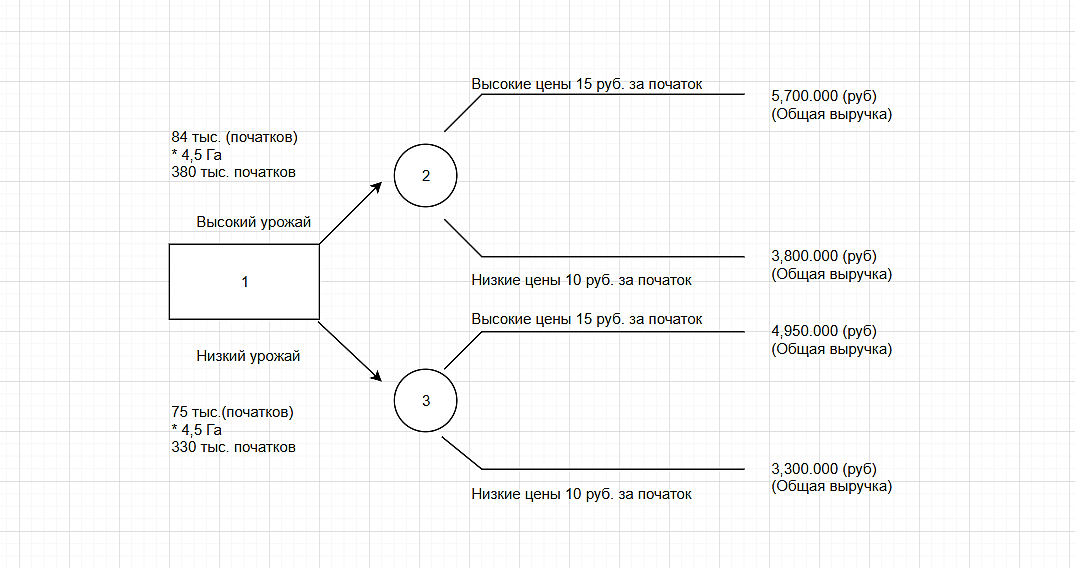 Высокие цены 15 руб. за початок
5,700.000 (руб)
(Общая выручка)
84 тыс. (початков)
* 4,5 Га
380 тыс. початков
2
Высокий урожай
3,800.000 (руб)
(Общая выручка)
Низкие цены 10 руб. за початок
1
Высокие цены 15 руб. за початок
4,950.000 (руб)
(Общая выручка)
Низкий урожай
3
75 тыс.(початков)
* 4,5 Га
330 тыс. початков
3,300.000 (руб)
(Общая выручка)
Низкие цены 10 руб. за початок